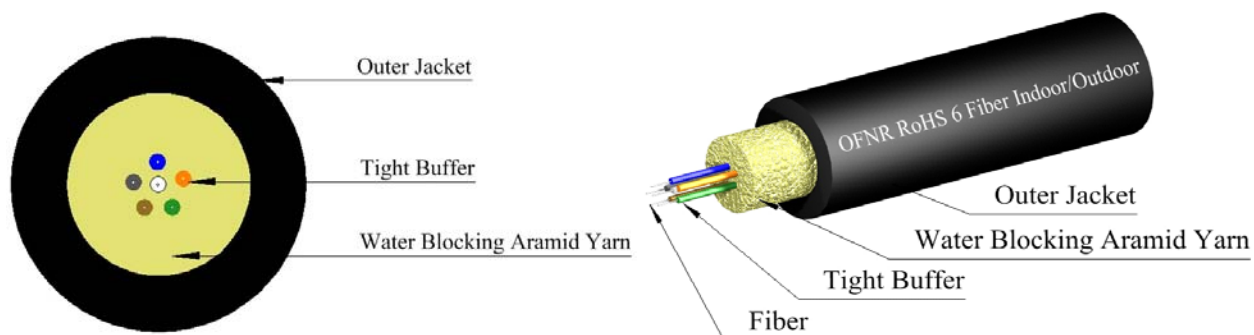 Outer Jacket
Tight Buffer
Water Blocking Aramid Yarn
OFNR RoHS 6 Fiber Indoor/Outdoor
Outer Jacket
Water Blocking Aramid Yarn
Tight Buffer
Fiber